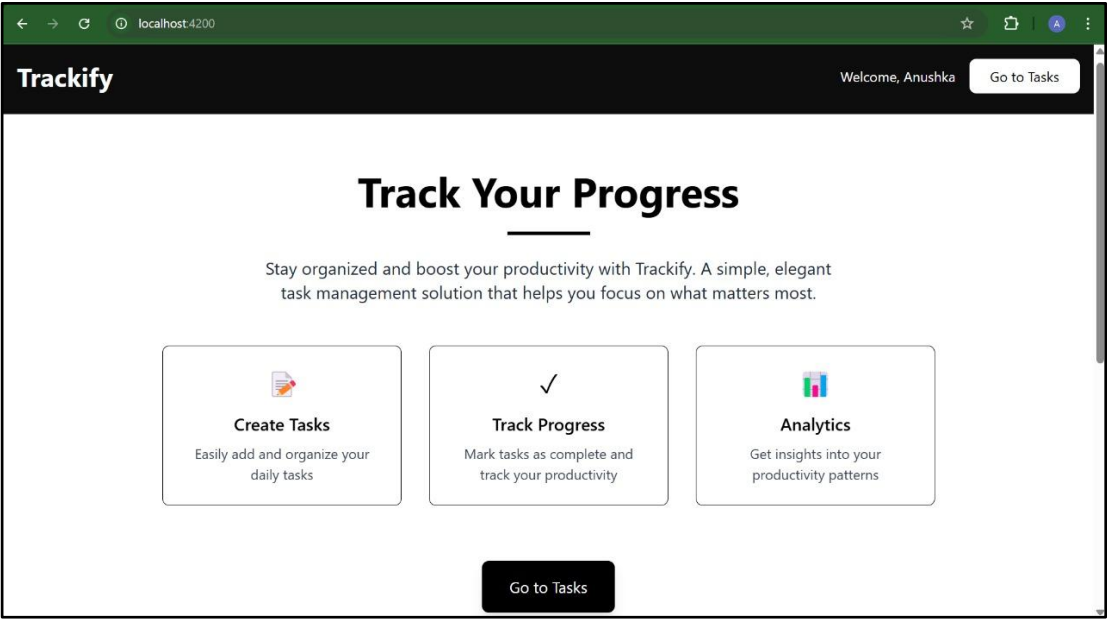 localhost:4200
A
Trackify
Welcome, Anushka
Go to Tasks
Track Your Progress
Stay organized and boost your productivity with Trackify. A simple, elegant
task management solution that helps you focus on what matters most.
Create Tasks
Easily add and organize your
daily tasks
Track Progress
Mark tasks as complete and
track your productivity
Analytics
Get insights into your
productivity patterns
Go to Tasks